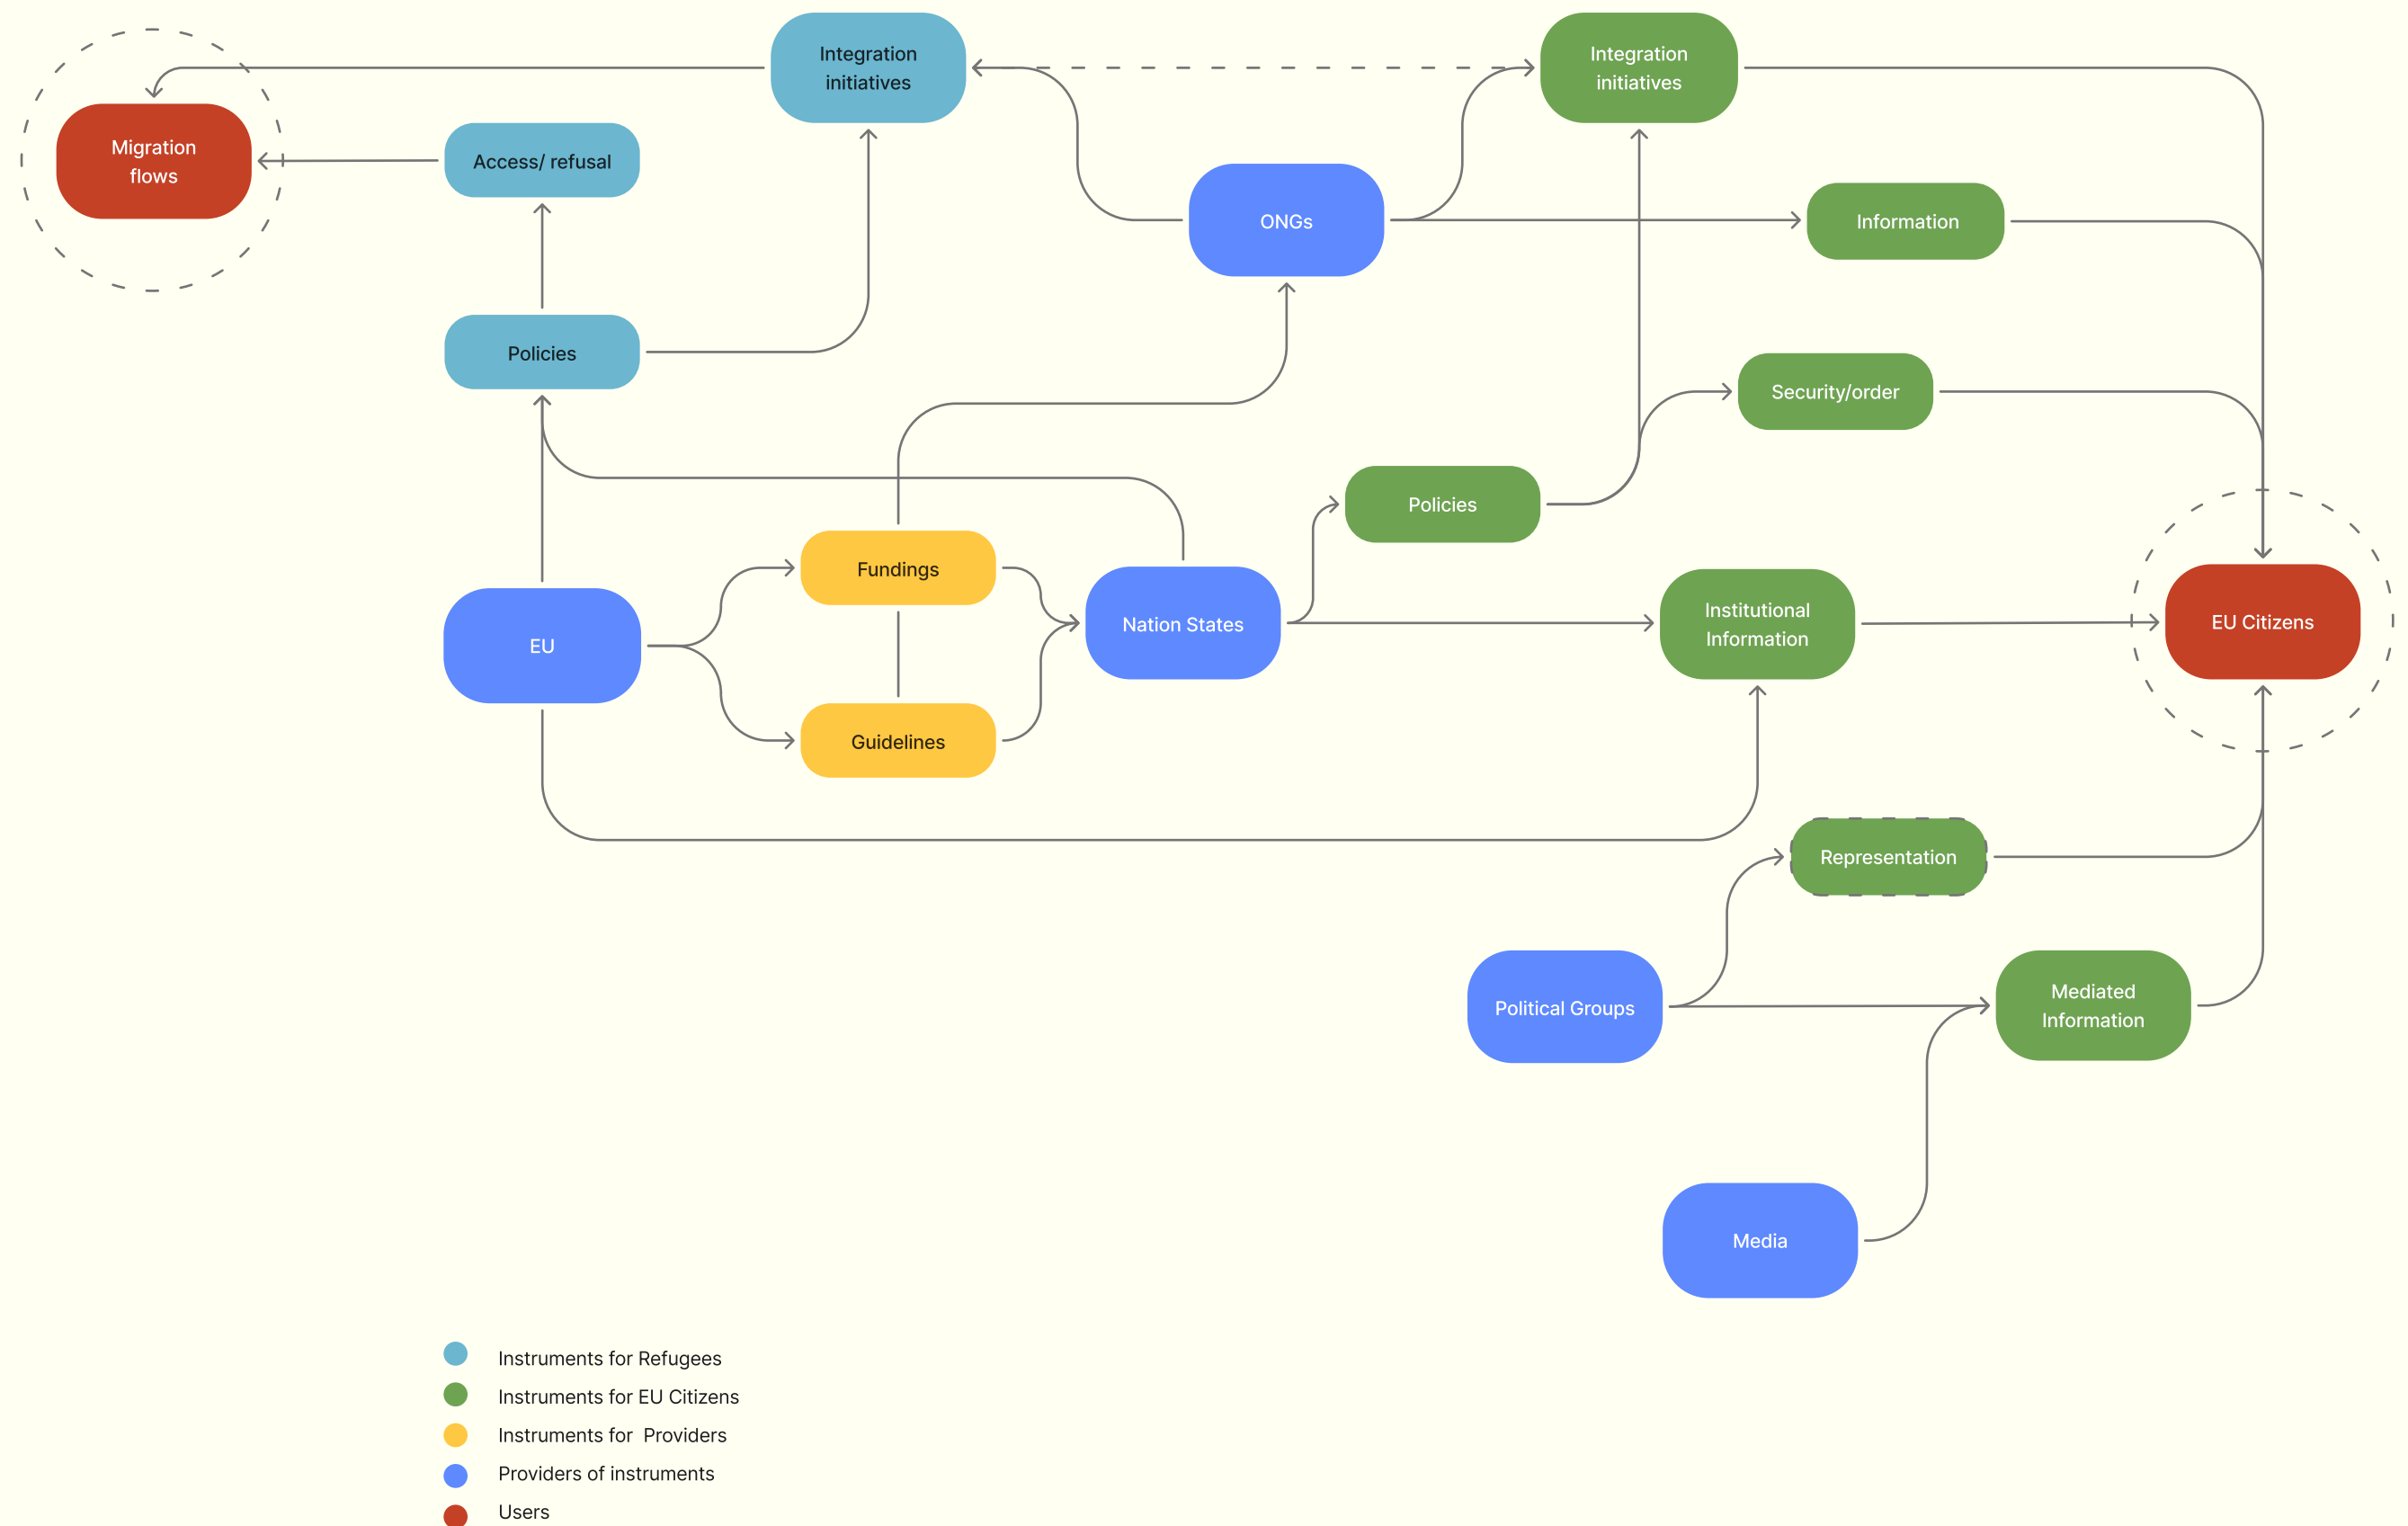 Integration
initiatives
Integration
initiatives
Migration
flows
Access/ refusal
ONGs
Information
Policies
Security/order
Policies
Fundings
Nation States
Institutional
Information
EU Citizens
EU
Guidelines
Representation
Political Groups
Mediated
Information
Media
Instruments for Refugees
Instruments for EU Citizens
Instruments for  Providers
Providers of instruments
Users